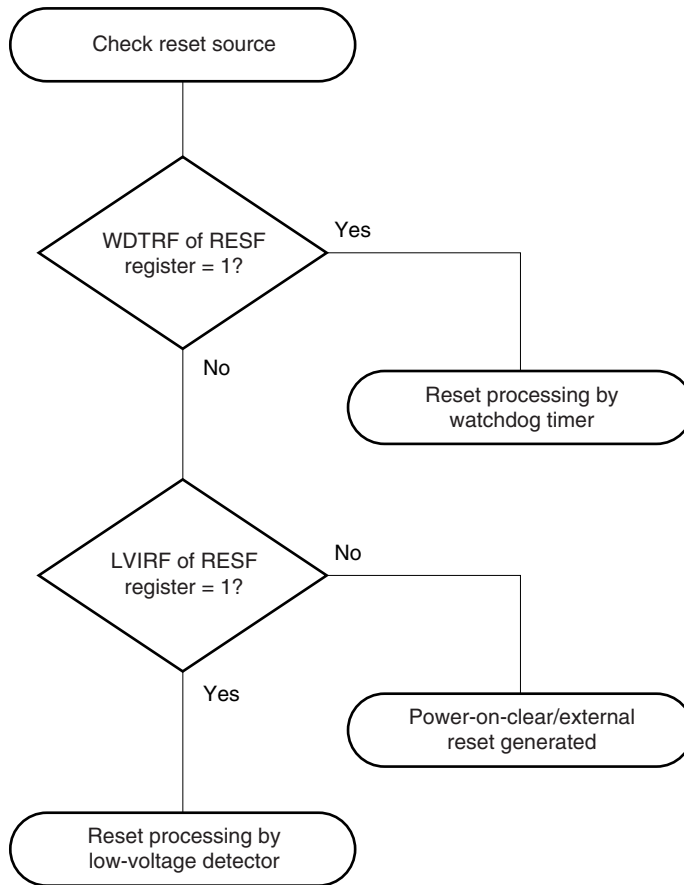 Check reset source
WDTRF of RESF
register = 1?
Yes
No
Reset processing by
watchdog timer
LVIRF of RESF
register = 1?
No
Yes
Power-on-clear/external
reset generated
Reset processing by
low-voltage detector